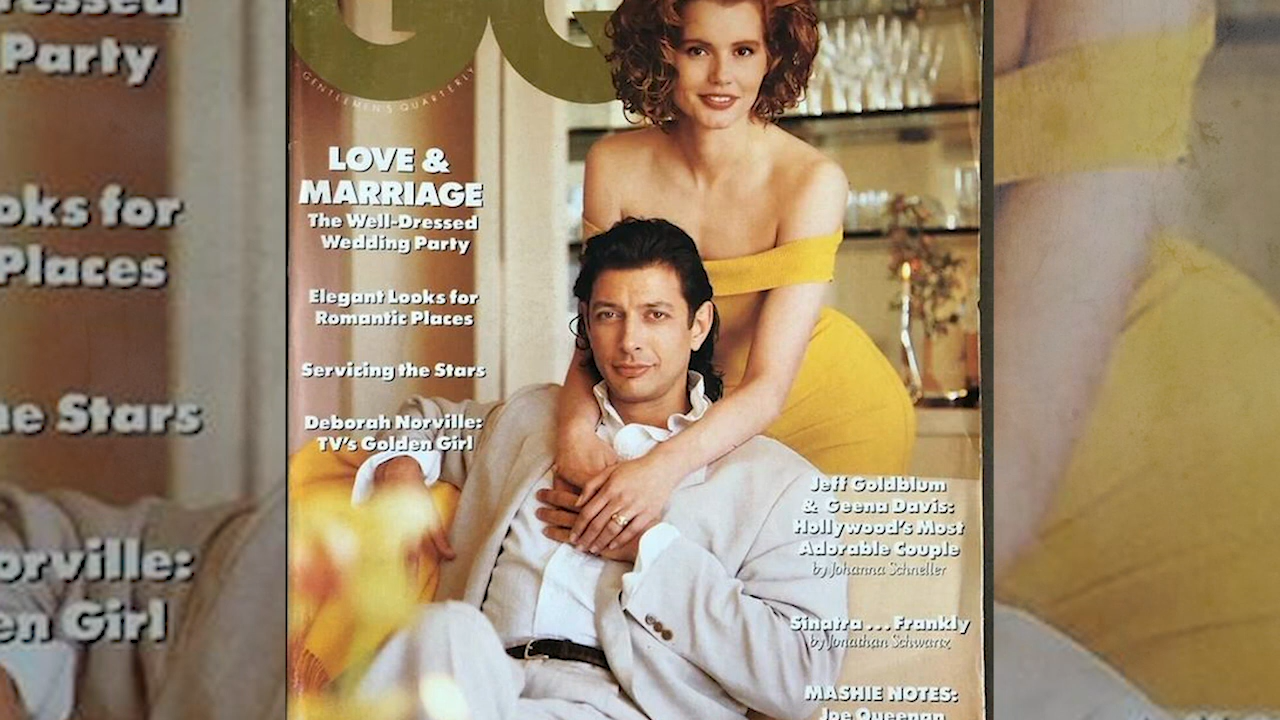 GQ
GENTLEMEN'S QUARTERLY
LOVE &
MARRIAGE
The Well-Dressed
Wedding Party
Elegant Looks for
Romantic Places
Servicing the Stars
Deborah Norville:
TV's Golden Girl
Jeff Goldblum
& Geena Davis:
Hollywood's Most
Adorable Couple
by Johanna Schneller
Sinatra...Frankly
by Jonathan Schwartz
MASHIE NOTES:
Joe Queenan
ressed
Party
oks for
Places
e Stars
orville:
en Girl